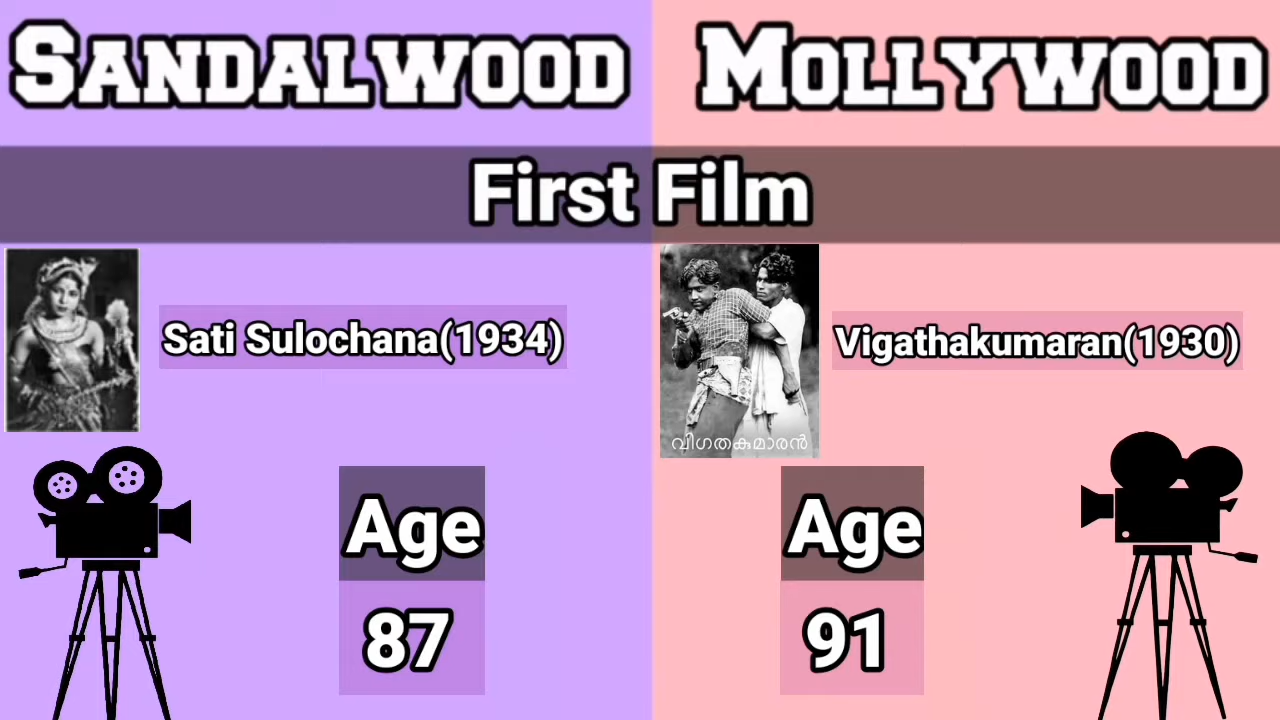 SANDALWOOD
MOLLYWOOD
First Film
Sati Sulochana(1934)
Vigathakumaran(1930)
വിഗതകുമാരൻ
Age
Age
87
91